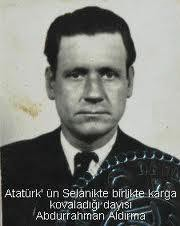 Atatürk' ün Selanikte birlikte karga
kovaladığı dayısı
Abdurrahman Aldırma